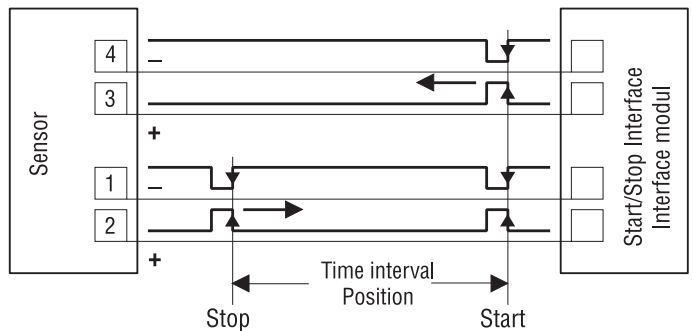 Sensor
4
–
3
+
1
–
2
+
Time interval
Position
Stop
Start
Start/Stop Interface
Interface modul